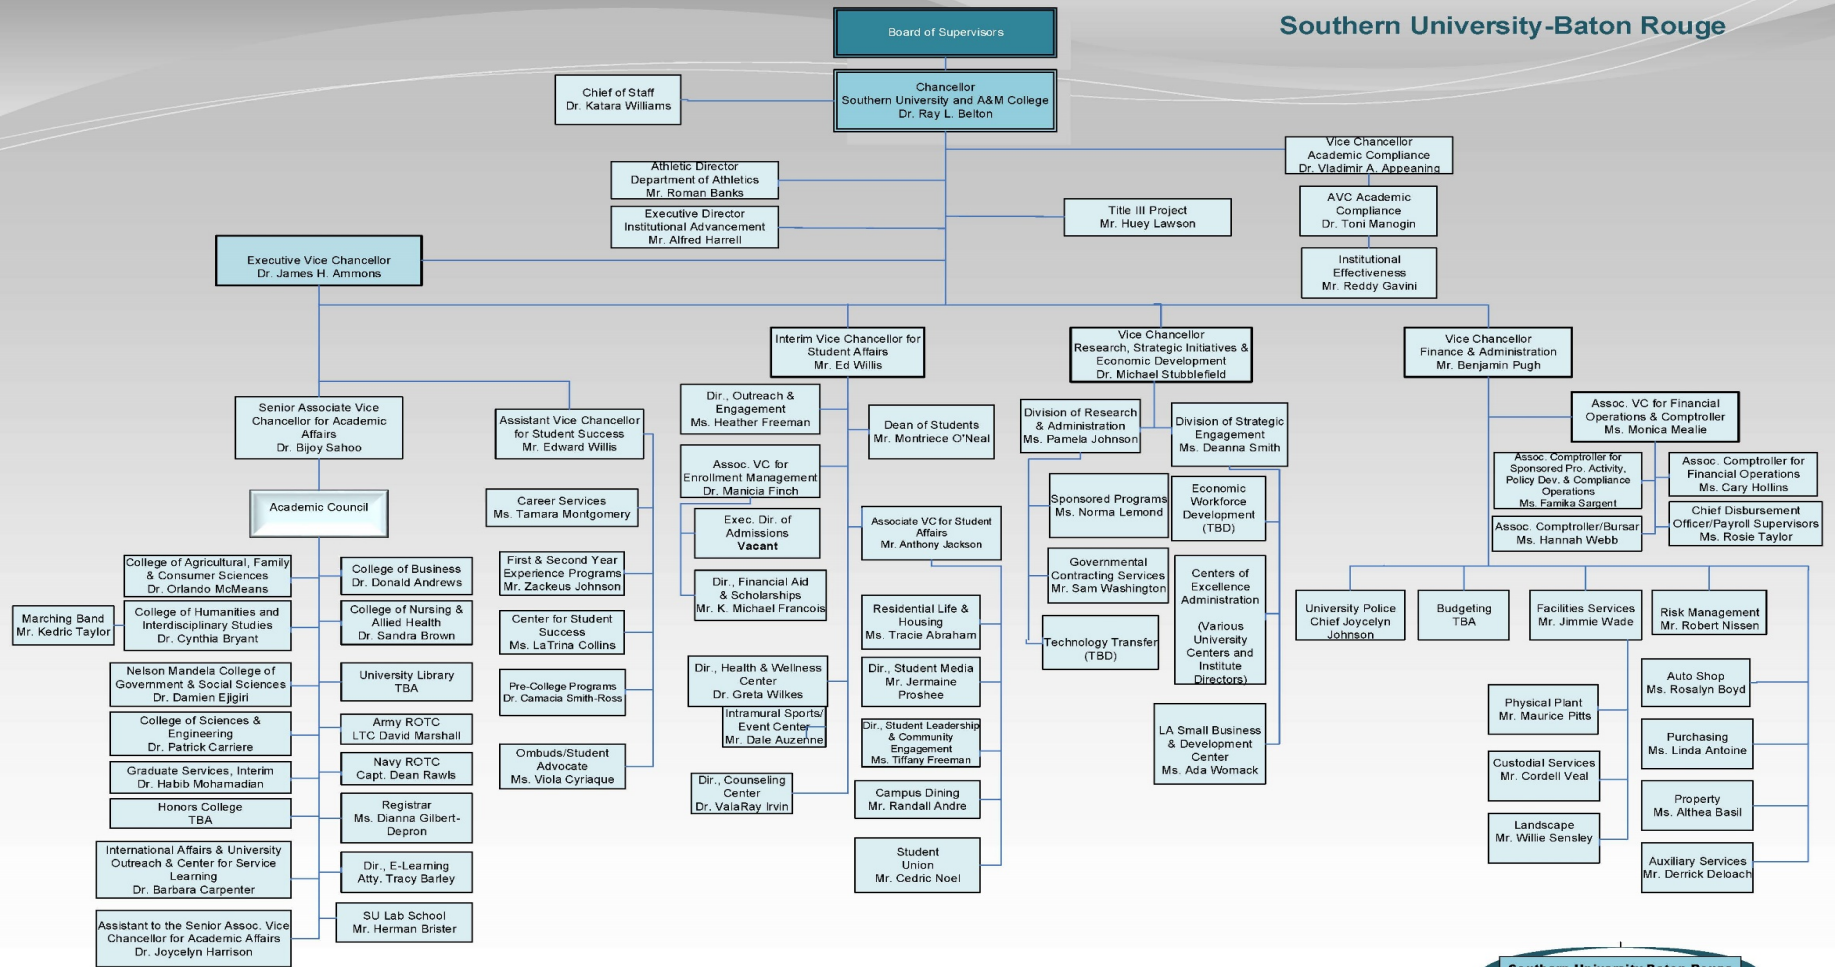 Southern University-Baton Rouge
Board of Supervisors
Chancellor
Southern University and A&M College
Dr. Ray L. Belton
Chief of Staff
Dr. Katara Williams
Vice Chancellor
Academic Compliance
Dr. Vladimir A. Appeaning
AVC Academic
Compliance
Dr. Toni Manogin
Institutional
Effectiveness
Mr. Reddy Gavini
Athletic Director
Department of Athletics
Mr. Roman Banks
Executive Director
Institutional Advancement
Mr. Alfred Harrell
Title III Project
Mr. Huey Lawson
Executive Vice Chancellor
Dr. James H. Ammons
Senior Associate Vice
Chancellor for Academic
Affairs
Dr. Bijoy Sahoo
Academic Council
College of Agricultural, Family
& Consumer Sciences
Dr. Orlando McMeans
Marching Band
Mr. Kedric Taylor
College of Humanities and
Interdisciplinary Studies
Dr. Cynthia Bryant
Nelson Mandela College of
Government & Social Sciences
Dr. Damien Ejigiri
College of Sciences &
Engineering
Dr. Patrick Carriere
Graduate Services, Interim
Dr. Habib Mohamadian
Honors College
TBA
International Affairs & University
Outreach & Center for Service
Learning
Dr. Barbara Carpenter
Assistant to the Senior Assoc. Vice
Chancellor for Academic Affairs
Dr. Joycelyn Harrison
College of Business
Dr. Donald Andrews
College of Nursing &
Allied Health
Dr. Sandra Brown
University Library
TBA
Army ROTC
LTC David Marshall
Navy ROTC
Capt. Dean Rawls
Registrar
Ms. Dianna Gilbert-
Depron
Dir., E-Learning
Atty. Tracy Barley
SU Lab School
Mr. Herman Brister
Assistant Vice Chancellor
for Student Success
Mr. Edward Willis
Career Services
Ms. Tamara Montgomery
First & Second Year
Experience Programs
Mr. Zackeus Johnson
Center for Student
Success
Ms. LaTrina Collins
Pre-College Programs
Dr. Camacia Smith-Ross
Ombuds/Student
Advocate
Ms. Viola Cyriaque
Interim Vice Chancellor for
Student Affairs
Mr. Ed Willis
Dir., Outreach &
Engagement
Ms. Heather Freeman
Dean of Students
Mr. Montriece O'Neal
Assoc. VC for
Enrollment Management
Dr. Manicia Finch
Exec. Dir. of
Admissions
Vacant
Dir., Financial Aid
& Scholarships
Mr. K. Michael Francois
Associate VC for Student
Affairs
Mr. Anthony Jackson
Residential Life &
Housing
Ms. Tracie Abraham
Dir., Student Media
Mr. Jermaine
Proshee
Dir., Student Leadership
& Community
Engagement
Ms. Tiffany Freeman
Campus Dining
Mr. Randall Andre
Student
Union
Mr. Cedric Noel
Dir., Health & Wellness
Center
Dr. Greta Wilkes
Intramural Sports/
Event Center
Mr. Dale Auzenne
Dir., Counseling
Center
Dr. ValaRay Irvin
Vice Chancellor
Research, Strategic Initiatives &
Economic Development
Dr. Michael Stubblefield
Division of Research
& Administration
Ms. Pamela Johnson
Sponsored Programs
Ms. Norma Lemond
Governmental
Contracting Services
Mr. Sam Washington
Technology Transfer
(TBD)
Division of Strategic
Engagement
Ms. Deanna Smith
Economic
Workforce
Development
(TBD)
Centers of
Excellence
Administration
(Various
University
Centers and
Institute
Directors)
LA Small Business
& Development
Center
Ms. Ada Womack
Vice Chancellor
Finance & Administration
Mr. Benjamin Pugh
Assoc. VC for Financial
Operations & Comptroller
Ms. Monica Mealie
Assoc. Comptroller for
Sponsored Pro. Activity,
Policy Dev. & Compliance
Operations
Ms. Famika Sargent
Assoc. Comptroller for
Financial Operations
Ms. Cary Hollins
Assoc. Comptroller/Bursar
Ms. Hannah Webb
Chief Disbursement
Officer/Payroll Supervisors
Ms. Rosie Taylor
University Police
Chief Joycelyn
Johnson
Budgeting
TBA
Facilities Services
Mr. Jimmie Wade
Risk Management
Mr. Robert Nissen
Physical Plant
Mr. Maurice Pitts
Custodial Services
Mr. Cordell Veal
Landscape
Mr. Willie Sensley
Auto Shop
Ms. Rosalyn Boyd
Purchasing
Ms. Linda Antoine
Property
Ms. Althea Basil
Auxiliary Services
Mr. Derrick Deloach
Southern University-Baton Rouge